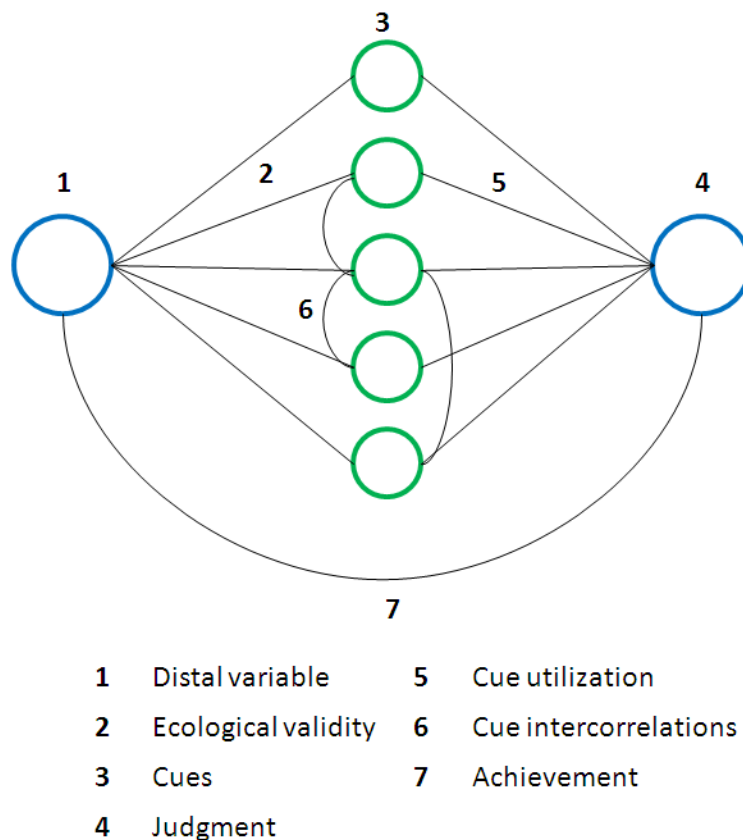 3
1
2
5
4
6
7
1 Distal variable 5 Cue utilization
2 Ecological validity 6 Cue intercorrelations
3 Cues 7 Achievement
4 Judgment